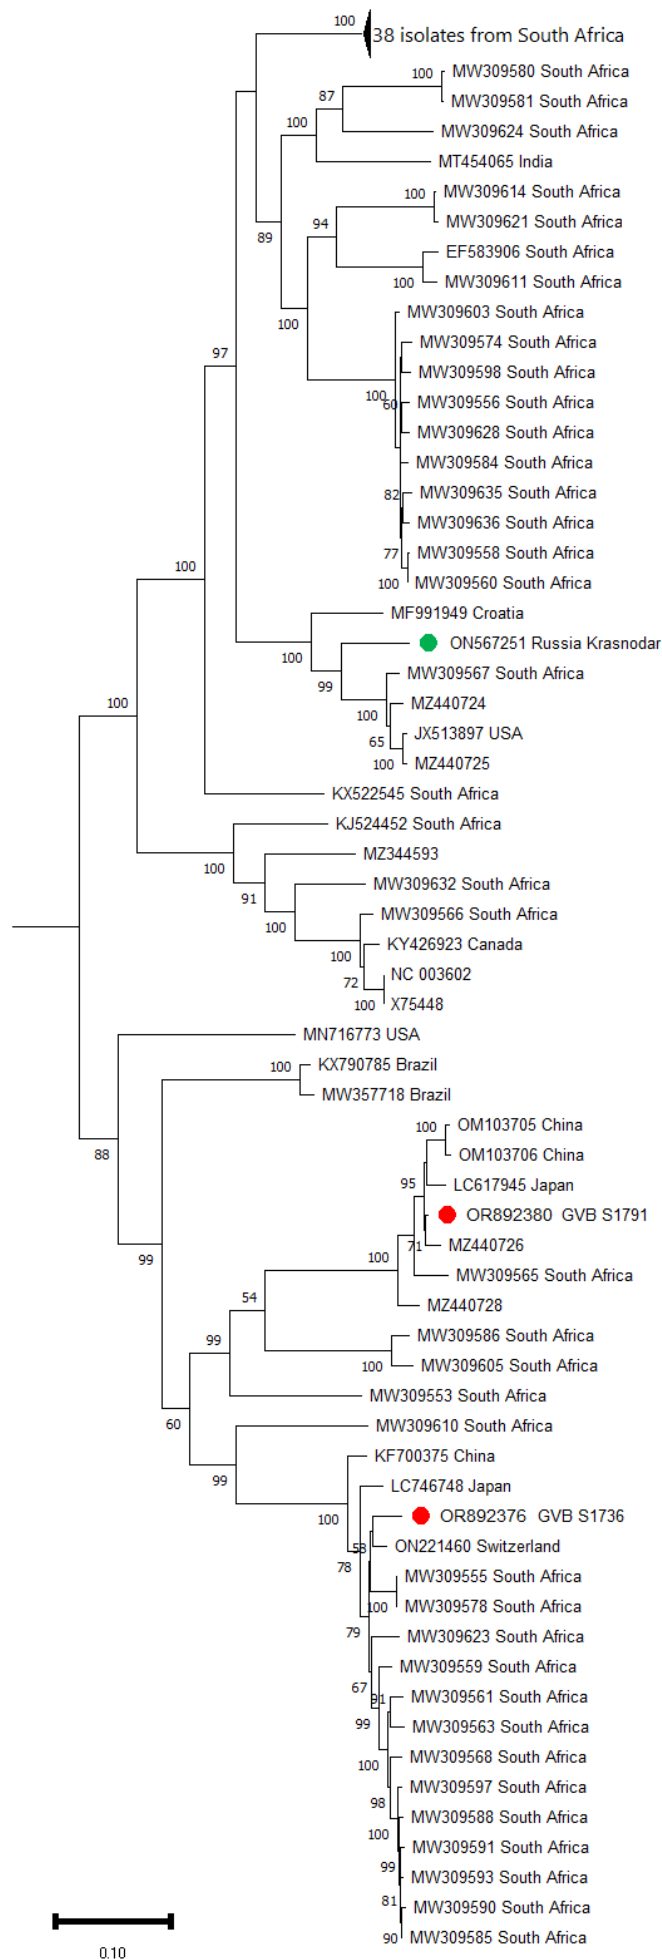 100
38 isolates from South Africa
100
MW309580 South Africa
87
MW309581 South Africa
100
MW309624 South Africa
MT454065 India
100
MW309614 South Africa
94
MW309621 South Africa
89
EF583906 South Africa
100
MW309611 South Africa
100
MW309603 South Africa
97
MW309574 South Africa
MW309598 South Africa
100
60
MW309556 South Africa
MW309628 South Africa
MW309584 South Africa
82
MW309635 South Africa
MW309636 South Africa
77
MW309558 South Africa
100
100
MW309560 South Africa
MF991949 Croatia
100
ON567251 Russia Krasnodar
99
MW309567 South Africa
100
MZ440724
100
65
JX513897 USA
100
MZ440725
KX522545 South Africa
KJ524452 South Africa
100
MZ344593
91
MW309632 South Africa
100
MW309566 South Africa
100
KY426923 Canada
72
NC 003602
100
X75448
MN716773 USA
100
KX790785 Brazil
MW357718 Brazil
88
100
OM103705 China
OM103706 China
95
LC617945 Japan
OR892380 GVB S1791
71
MZ440726
99
100
MW309565 South Africa
54
MZ440728
99
MW309586 South Africa
100
MW309605 South Africa
MW309553 South Africa
60
MW309610 South Africa
99
KF700375 China
LC746748 Japan
100
OR892376 GVB S1736
58
ON221460 Switzerland
78
MW309555 South Africa
100
MW309578 South Africa
79
MW309623 South Africa
MW309559 South Africa
67
91
MW309561 South Africa
99
MW309563 South Africa
100
MW309568 South Africa
98
MW309597 South Africa
MW309588 South Africa
100
MW309591 South Africa
99
MW309593 South Africa
81
MW309590 South Africa
90
MW309585 South Africa
0.10